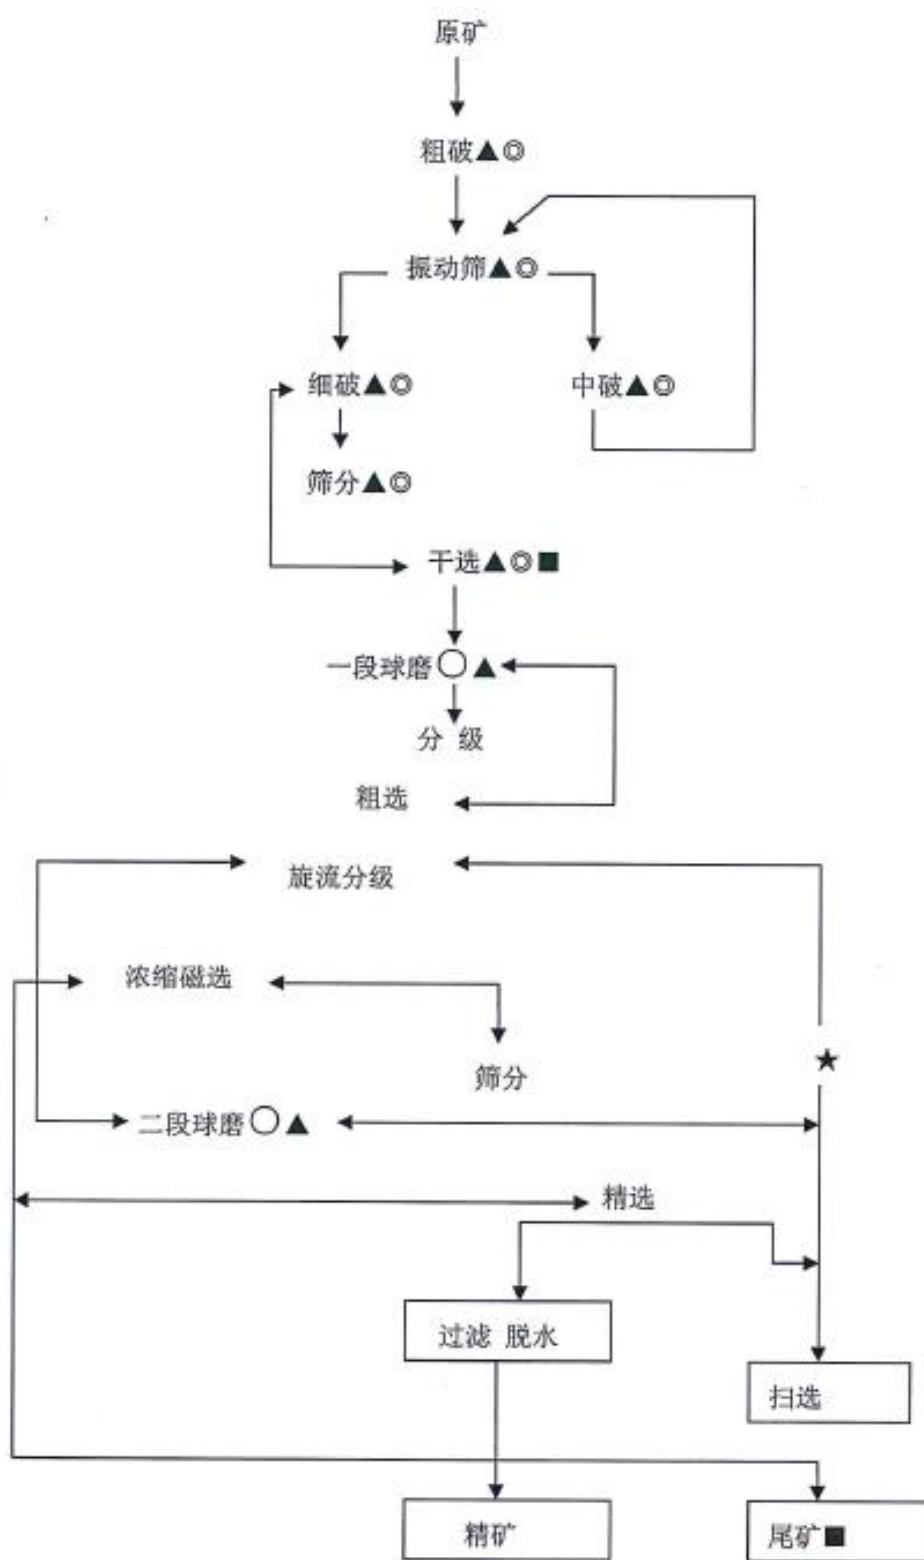 原矿
粗破▲◎
振动筛▲◎
细破▲◎
中破▲◎
筛分▲◎
干选▲◎■
一段球磨○▲
分 级
粗选
旋流分级
浓缩磁选
★
筛分
二段球磨○▲
精选
过滤 脱水
扫选
精矿
尾矿■